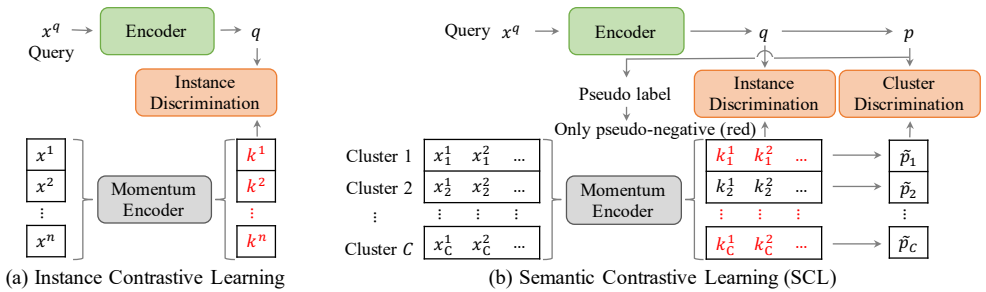 x^q
Query
Encoder
q
Instance
Discrimination
x^1
x^2
⋮
x^n
Momentum
Encoder
k^1
k^2
⋮
k^n
(a) Instance Contrastive Learning
Query x^q
Encoder
q
p
Pseudo label
Instance
Discrimination
Cluster
Discrimination
Only pseudo-negative (red)
Cluster 1 x_1^1 x_1^2 ...
Cluster 2 x_2^1 x_2^2 ...
⋮ ⋮ ⋮ ...
Cluster C x_C^1 x_C^2 ...
Momentum
Encoder
k_1^1 k_1^2 ...
k_2^1 k_2^2 ...
⋮ ⋮ ...
k_C^1 k_C^2 ...
p̃_1
p̃_2
⋮
p̃_C
(b) Semantic Contrastive Learning (SCL)